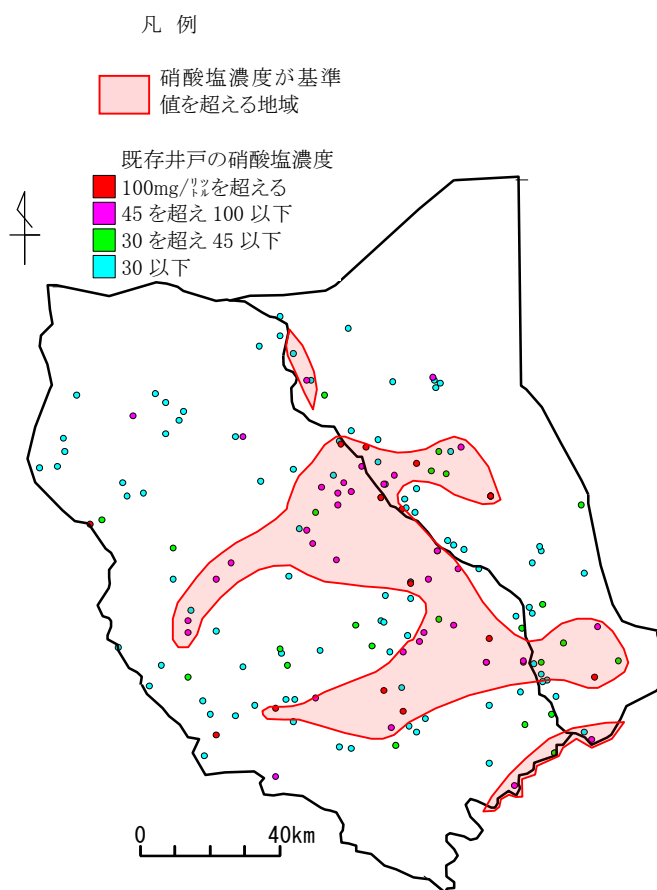 凡 例
硝酸塩濃度が基準
値を超える地域
既存井戸の硝酸塩濃度
100mg/㍑を超える
45 を超え 100 以下
30 を超え 45 以下
30 以下
0 40km